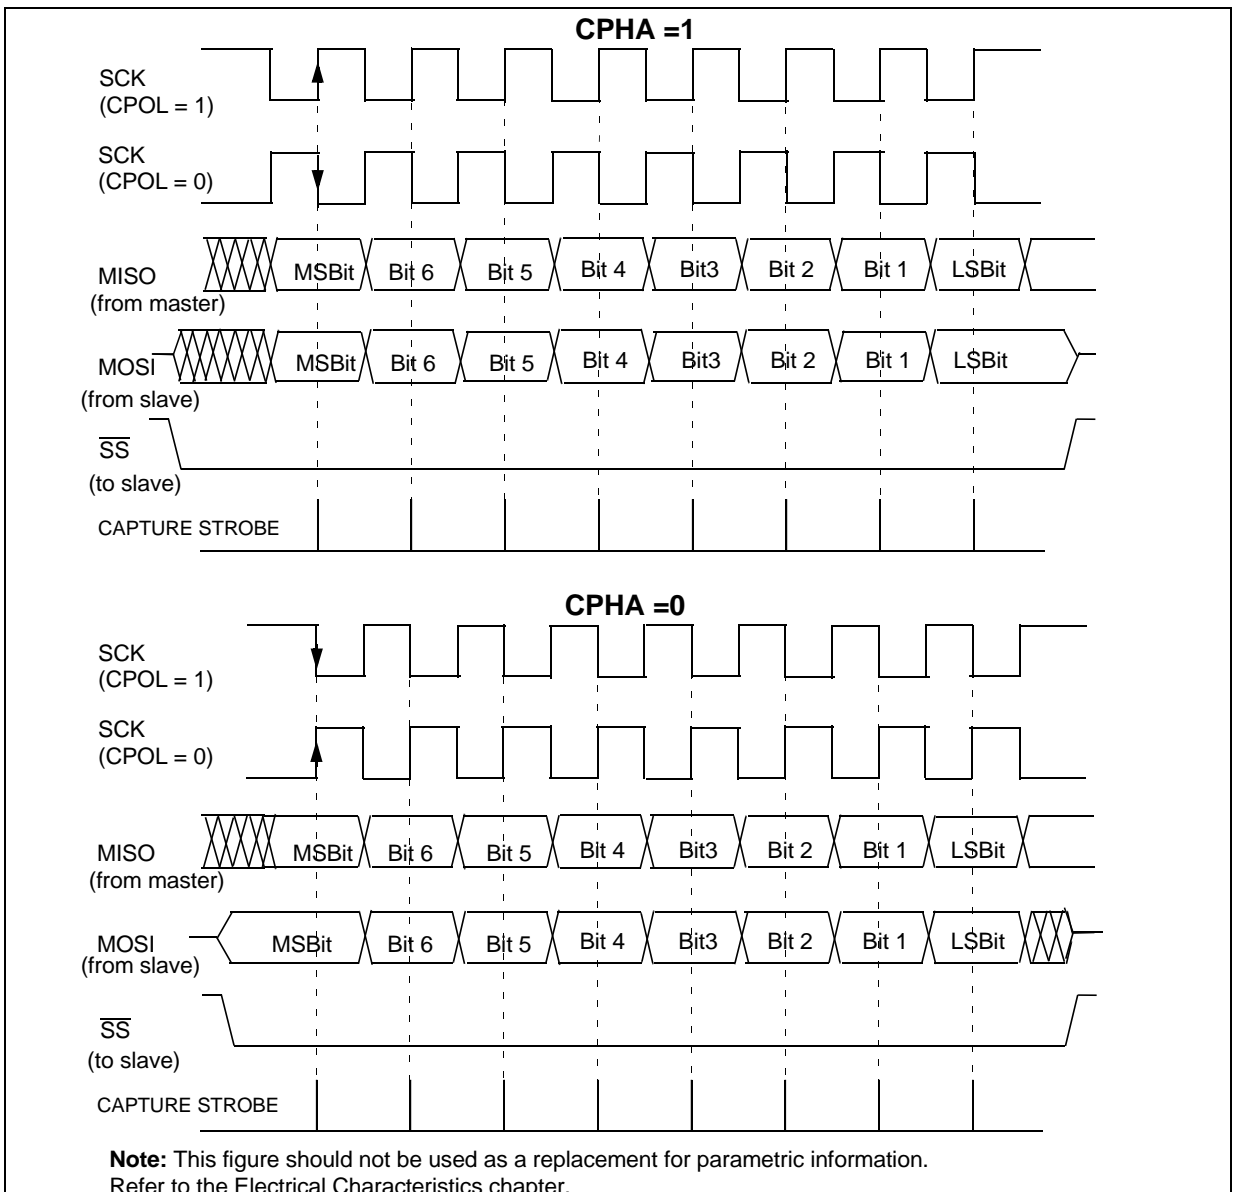 CPHA =1
SCK
(CPOL = 1)
SCK
(CPOL = 0)
MISO
(from master)
MSBit Bit 6 Bit 5 Bit 4 Bit3 Bit 2 Bit 1 LSBit
MOSI
(from slave)
MSBit Bit 6 Bit 5 Bit 4 Bit3 Bit 2 Bit 1 LSBit
SS
(to slave)
CAPTURE STROBE
CPHA =0
SCK
(CPOL = 1)
SCK
(CPOL = 0)
MISO
(from master)
MSBit Bit 6 Bit 5 Bit 4 Bit3 Bit 2 Bit 1 LSBit
MOSI
(from slave)
MSBit Bit 6 Bit 5 Bit 4 Bit3 Bit 2 Bit 1 LSBit
SS
(to slave)
CAPTURE STROBE
Note: This figure should not be used as a replacement for parametric information.
Refer to the Electrical Characteristics chapter.